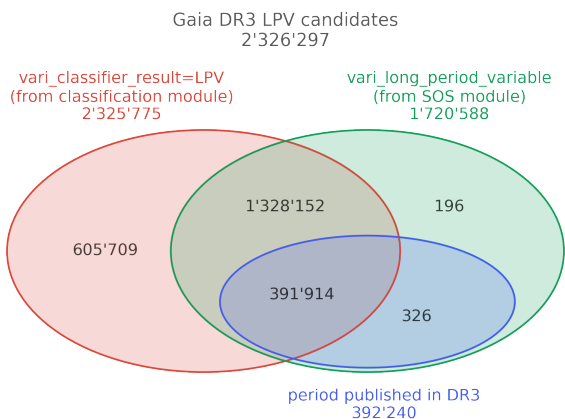 Gaia DR3 LPV candidates
2'326'297
vari_classifier_result=LPV
(from classification module)
2'325'775
vari_long_period_variable
(from SOS module)
1'720'588
1'328'152
196
605'709
391'914
326
period published in DR3
392'240